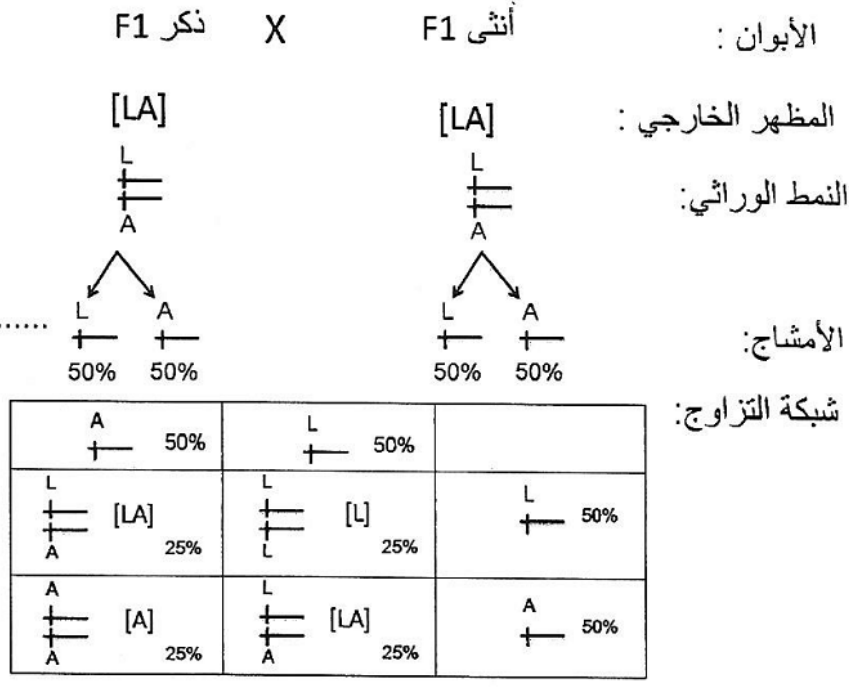 الأبوان : أنثى F1 X ذكر F1
المظهر الخارجي : [LA] [LA]
النمط الوراثي:
L L
A A
الأمشاج:
L A L A
50% 50% 50% 50%
شبكة التزاوج:
L 50% A 50%
L 50%
L L [L] 25%
L A [LA] 25%
A 50%
L A [LA] 25%
A A [A] 25%